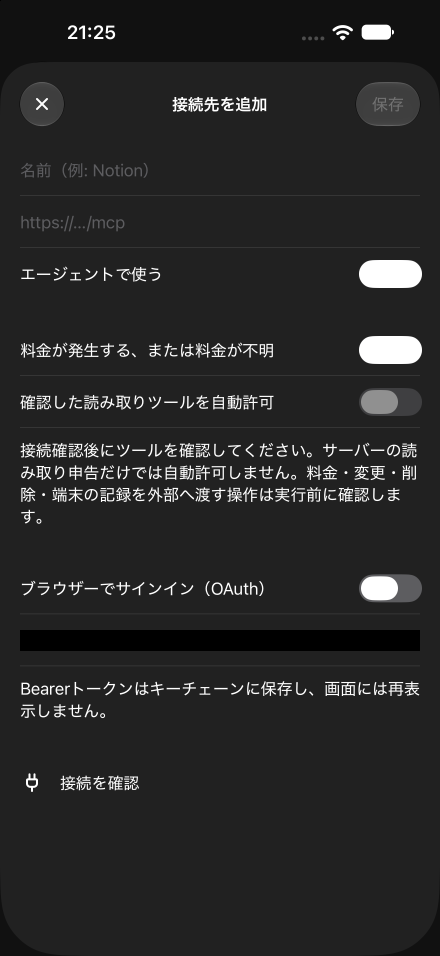 21:25
接続先を追加
保存
名前（例: Notion）
https://.../mcp
エージェントで使う
料金が発生する、または料金が不明
確認した読み取りツールを自動許可
接続確認後にツールを確認してください。サーバーの読
み取り申告だけでは自動許可しません。料金・変更・削
除・端末の記録を外部へ渡す操作は実行前に確認しま
す。
ブラウザーでサインイン（OAuth）
Bearerトークンはキーチェーンに保存し、画面には再表
示しません。
接続を確認